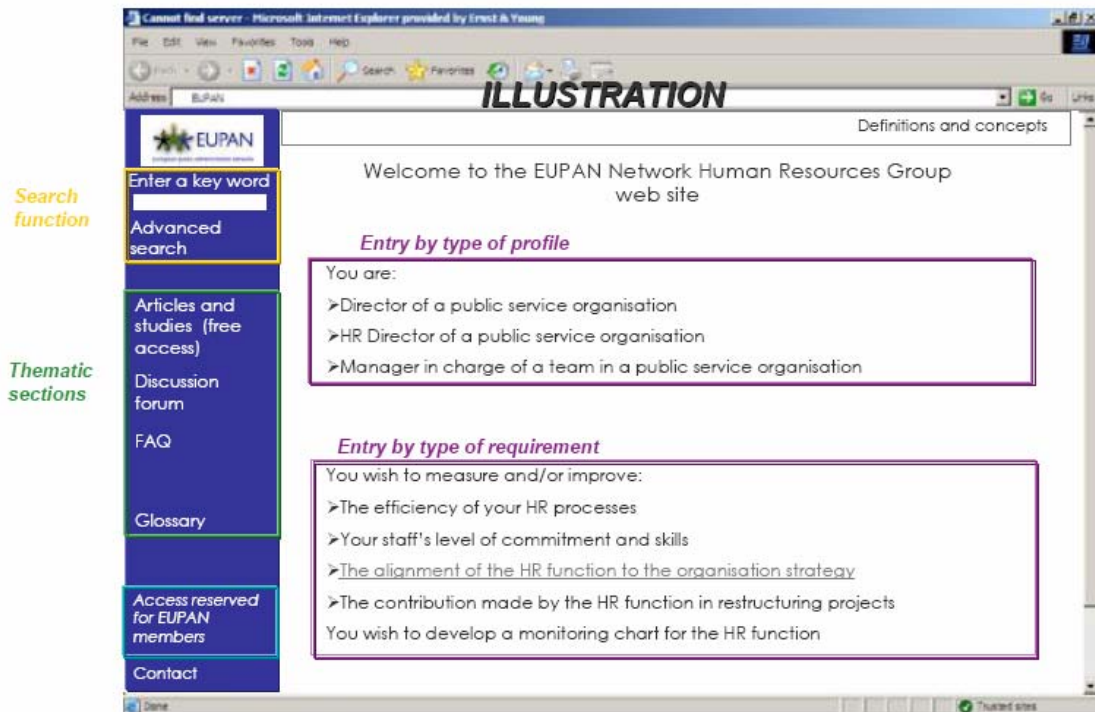 Cannot find server - Microsoft Internet Explorer provided by Ernst & Young
File Edit View Favorites Tools Help
Back Search Favorites
Address EUPAN Go Links
ILLUSTRATION
EUPAN
Definitions and concepts
Welcome to the EUPAN Network Human Resources Group
web site
Search
function
Enter a key word
Advanced
search
Entry by type of profile
You are:
➢Director of a public service organisation
➢HR Director of a public service organisation
➢Manager in charge of a team in a public service organisation
Thematic
sections
Articles and
studies (free
access)
Discussion
forum
FAQ
Glossary
Entry by type of requirement
You wish to measure and/or improve:
➢The efficiency of your HR processes
➢Your staff's level of commitment and skills
➢The alignment of the HR function to the organisation strategy
➢The contribution made by the HR function in restructuring projects
You wish to develop a monitoring chart for the HR function
Access reserved
for EUPAN
members
Contact
Done Trusted sites